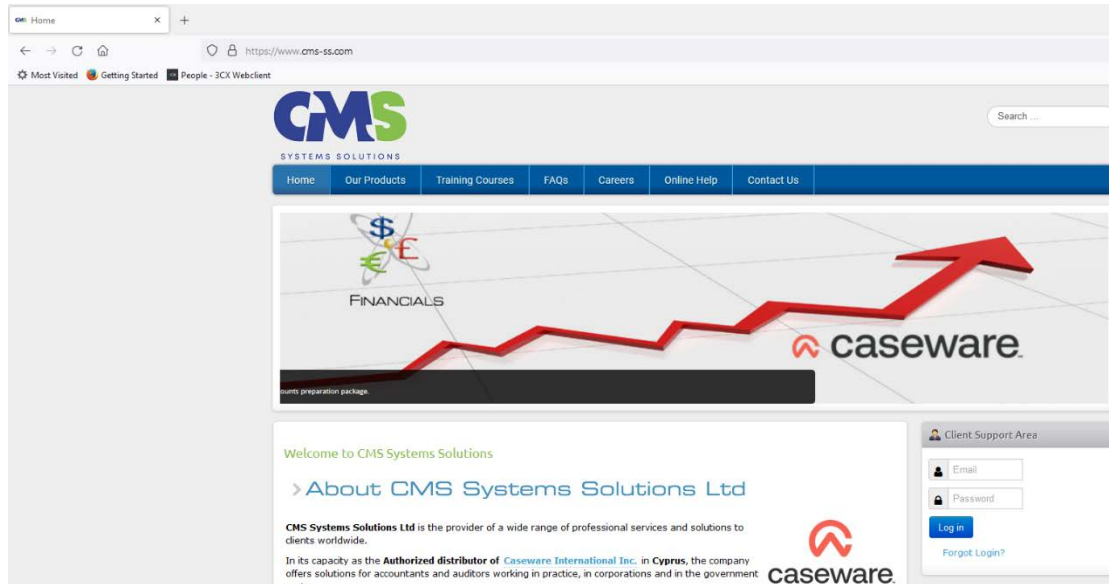 CMS Home
https://www.cms-ss.com
Most Visited Getting Started People - 3CX Webclient
CMS
SYSTEMS SOLUTIONS
Search ...
Home Our Products Training Courses FAQs Careers Online Help Contact Us
$ £ €
FINANCIALS
caseware.
ounts preparation package.
Welcome to CMS Systems Solutions
About CMS Systems Solutions Ltd
CMS Systems Solutions Ltd is the provider of a wide range of professional services and solutions to
clients worldwide.
In its capacity as the Authorized distributor of Caseware International Inc. in Cyprus, the company
offers solutions for accountants and auditors working in practice, in corporations and in the government
caseware.
Client Support Area
Email
Password
Log in
Forgot Login?